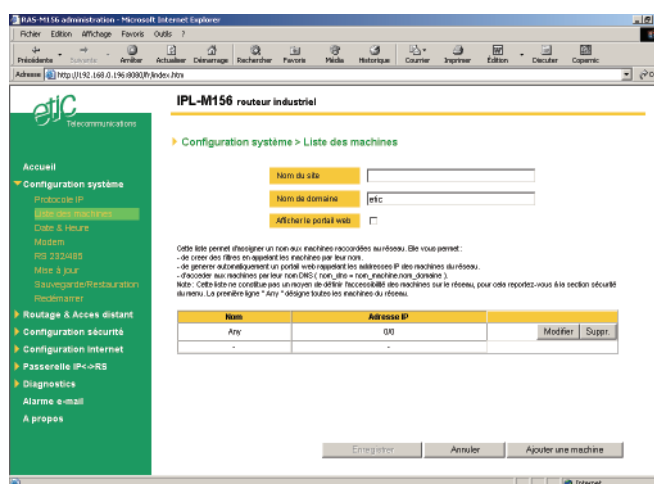 RAS-M156 administration - Microsoft Internet Explorer
Fichier Edition Affichage Favoris Outils ?
Précédente Suivante Arrêter Actualiser Démarrage Rechercher Favoris Média Historique Courrier Imprimer Edition Discuter Copernic
Adresse http://192.168.0.196:8080/fr/index.htm
etic
Telecommunications
IPL-M156 routeur industriel
Configuration système > Liste des machines
Accueil
Configuration système
Protocole IP
Liste des machines
Date & Heure
Modem
RS 232/485
Mise à jour
Sauvegarde/Restauration
Redémarrer
Routage & Acces distant
Configuration sécurité
Configuration Internet
Passerelle IP<->RS
Diagnostics
Alarme e-mail
A propos
Nom du site
Nom de domaine etic
Afficher le portail web
Cette liste permet d'assigner un nom aux machines raccordées au réseau. Elle vous permet :
- de creer des filtres en appelant les machines par leur nom.
- de generer automatiquement un portail web rappelant les addresses IP des machines du réseau.
- d'acceder aux machines par leur nom DNS ( nom_dns = nom_machine.nom_domaine ).
Note : Cette liste ne constitue pas un moyen de définir l'accessibilité des machines sur le réseau, pour cela reportez-vous à la section sécurité
du menu. La première ligne "Any" désigne toutes les machines du réseau.
Nom Adresse IP
Any 0/0 Modifier Suppr.
- -
Enregistrer Annuler Ajouter une machine
Internet